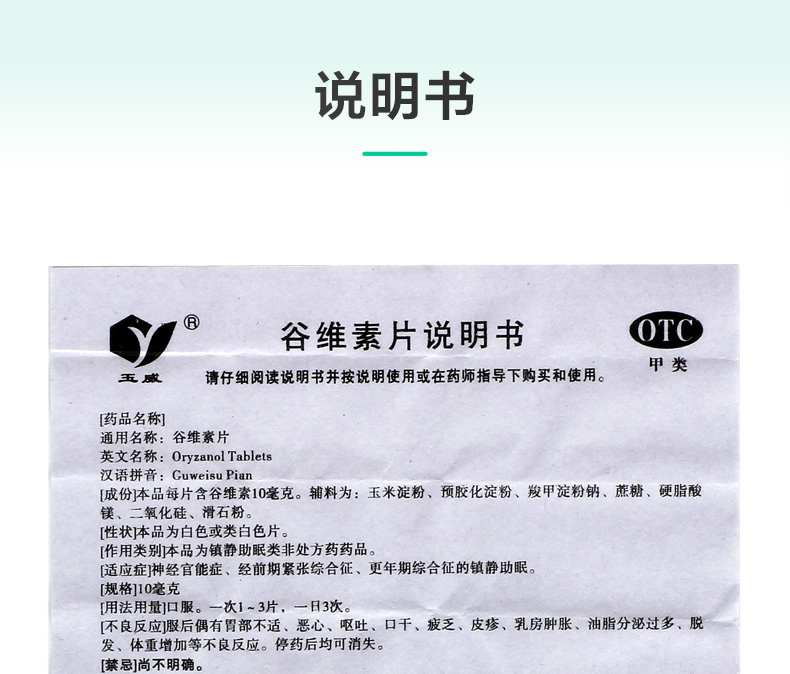 说明书
®
谷维素片说明书
OTC
甲类
玉威
请仔细阅读说明书并按说明使用或在药师指导下购买和使用。
[药品名称]
通用名称：谷维素片
英文名称：Oryzanol Tablets
汉语拼音：Guweisu Pian
[成份]本品每片含谷维素10毫克。辅料为：玉米淀粉、预胶化淀粉、羧甲淀粉钠、蔗糖、硬脂酸
镁、二氧化硅、滑石粉。
[性状]本品为白色或类白色片。
[作用类别]本品为镇静助眠类非处方药药品。
[适应症]神经官能症、经前期紧张综合征、更年期综合征的镇静助眠。
[规格]10毫克
[用法用量]口服。一次1~3片，一日3次。
[不良反应]服后偶有胃部不适、恶心、呕吐、口干、疲乏、皮疹、乳房肿胀、油脂分泌过多、脱
发、体重增加等不良反应。停药后均可消失。
[禁忌]尚不明确。